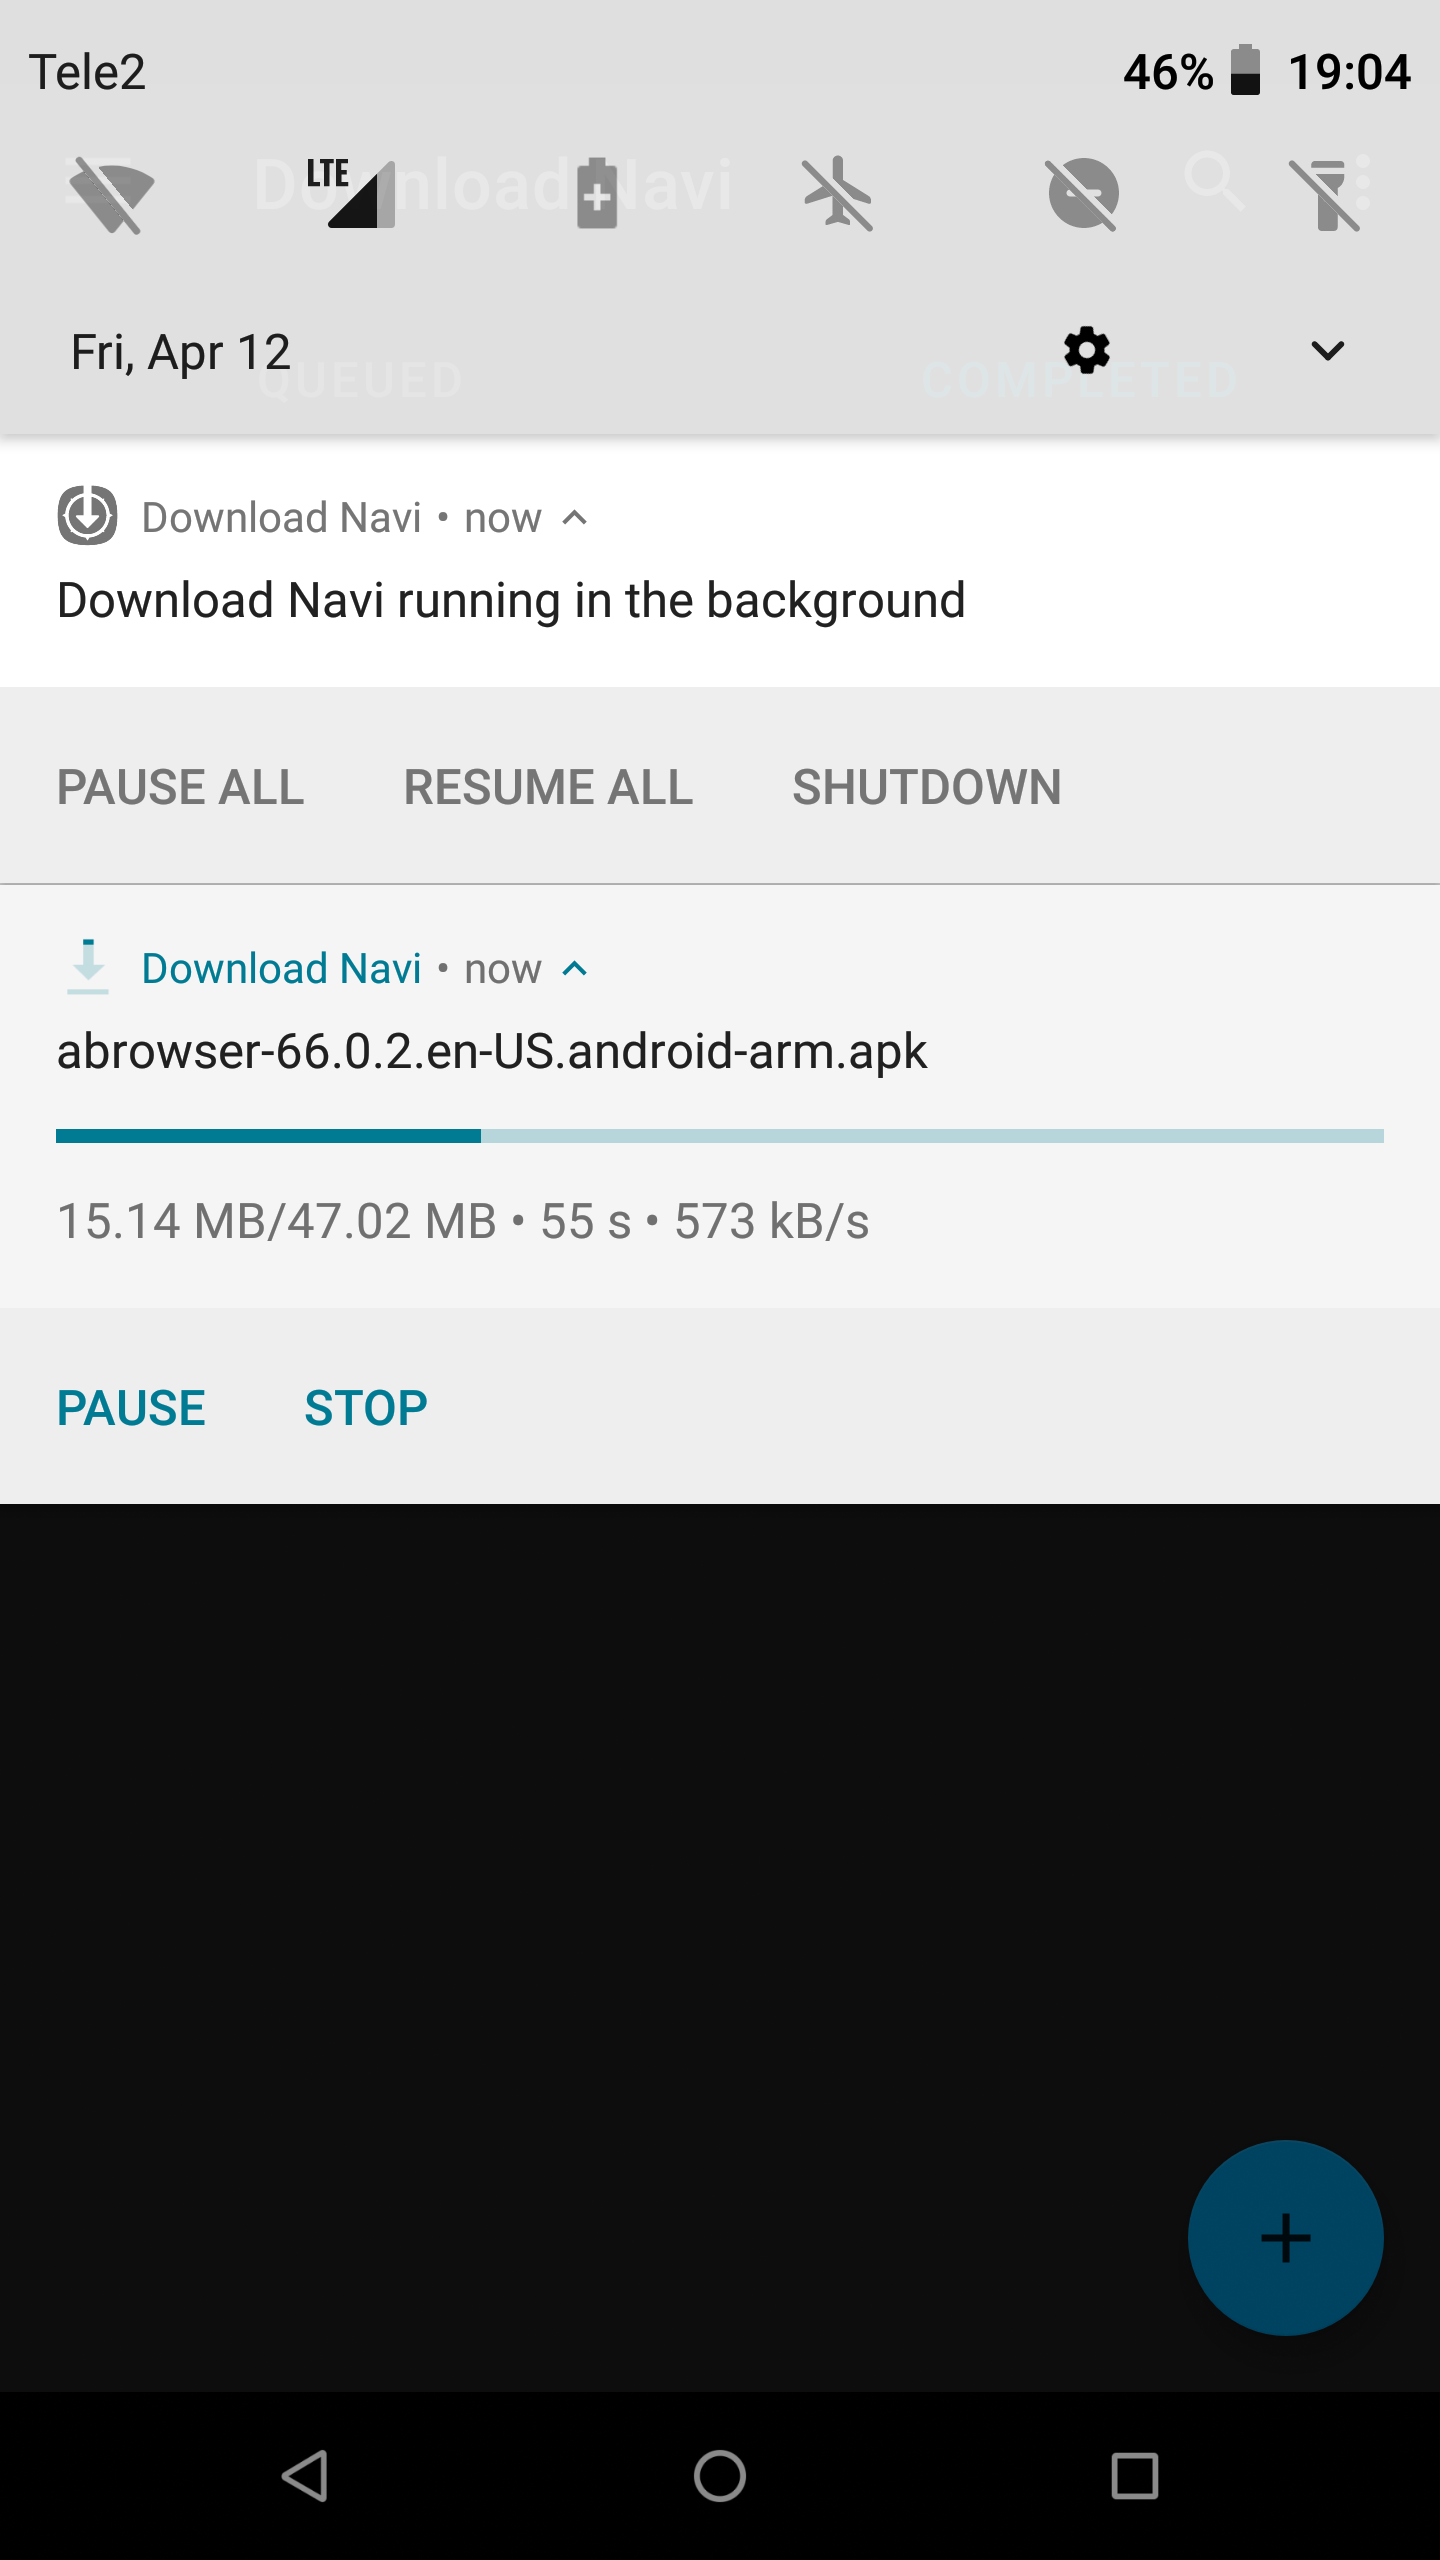 Tele2
46% 19:04
LTE
Download Navi
Fri, Apr 12
QUEUED COMPLETED
Download Navi • now
Download Navi running in the background
PAUSE ALL RESUME ALL SHUTDOWN
Download Navi • now
abrowser-66.0.2.en-US.android-arm.apk
15.14 MB/47.02 MB • 55 s • 573 kB/s
PAUSE STOP